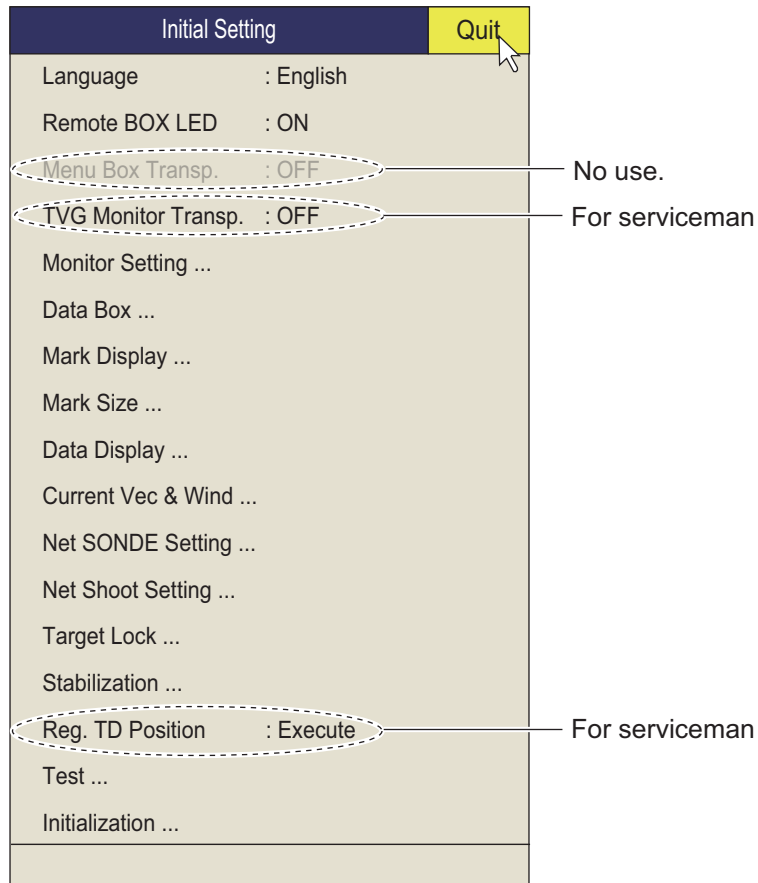 Initial Setting Quit
Language : English
Remote BOX LED : ON
Menu Box Transp. : OFF No use.
TVG Monitor Transp. : OFF For serviceman
Monitor Setting ...
Data Box ...
Mark Display ...
Mark Size ...
Data Display ...
Current Vec & Wind ...
Net SONDE Setting ...
Net Shoot Setting ...
Target Lock ...
Stabilization ...
Reg. TD Position : Execute For serviceman
Test ...
Initialization ...